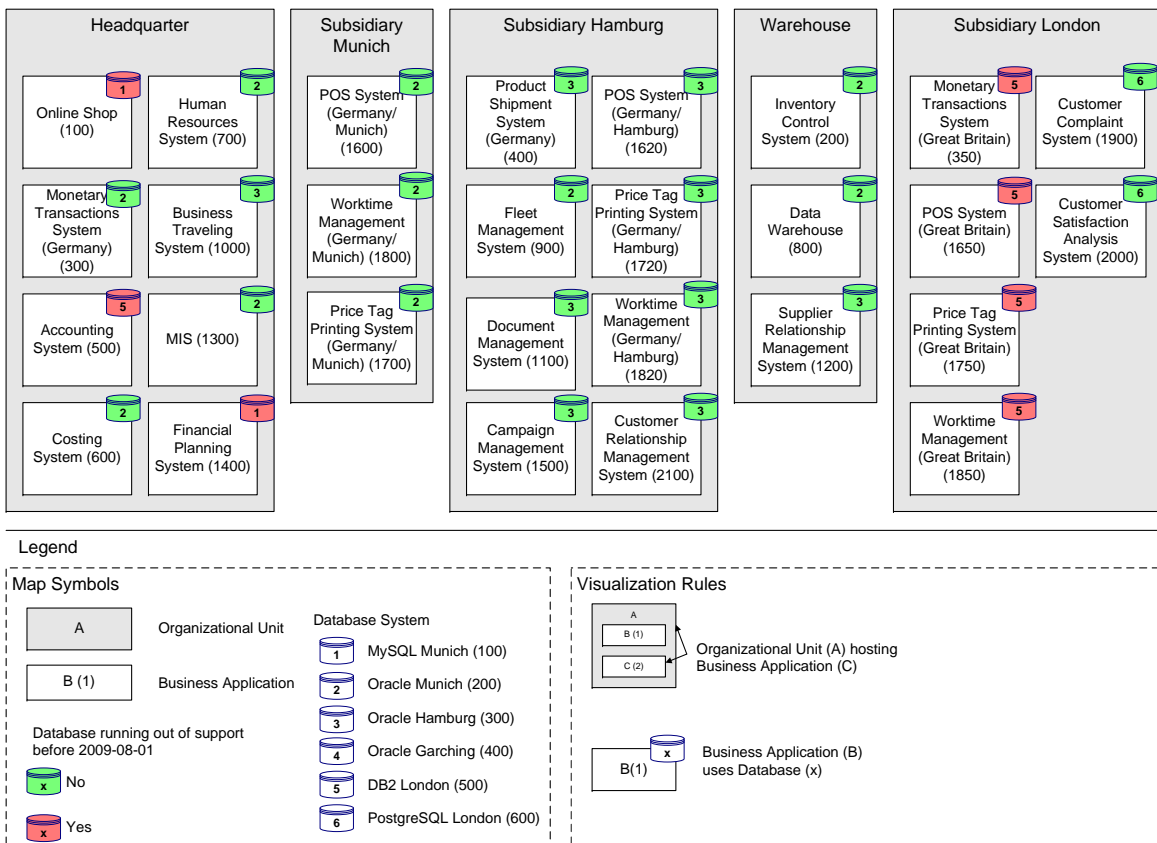 Headquarter
1
Online Shop
(100)
2
Human
Resources
System (700)
2
Monetary
Transactions
System
(Germany)
(300)
3
Business
Traveling
System (1000)
5
Accounting
System (500)
2
MIS (1300)
2
Costing
System (600)
1
Financial
Planning
System (1400)
Subsidiary
Munich
2
POS System
(Germany/
Munich)
(1600)
2
Worktime
Management
(Germany/
Munich) (1800)
2
Price Tag
Printing System
(Germany/
Munich) (1700)
Subsidiary Hamburg
3
Product
Shipment
System
(Germany)
(400)
3
POS System
(Germany/
Hamburg)
(1620)
2
Fleet
Management
System (900)
3
Price Tag
Printing System
(Germany/
Hamburg)
(1720)
3
Document
Management
System (1100)
3
Worktime
Management
(Germany/
Hamburg)
(1820)
3
Campaign
Management
System (1500)
3
Customer
Relationship
Management
System (2100)
Warehouse
2
Inventory
Control
System (200)
2
Data
Warehouse
(800)
3
Supplier
Relationship
Management
System (1200)
Subsidiary London
5
Monetary
Transactions
System
(Great Britain)
(350)
6
Customer
Complaint
System (1900)
5
POS System
(Great Britain)
(1650)
6
Customer
Satisfaction
Analysis
System (2000)
5
Price Tag
Printing System
(Great Britain)
(1750)
5
Worktime
Management
(Great Britain)
(1850)
Legend
Map Symbols
A
Organizational Unit
B (1)
Business Application
Database running out of support
before 2009-08-01
x
No
x
Yes
Database System
1
MySQL Munich (100)
2
Oracle Munich (200)
3
Oracle Hamburg (300)
4
Oracle Garching (400)
5
DB2 London (500)
6
PostgreSQL London (600)
Visualization Rules
A
B (1)
C (2)
Organizational Unit (A) hosting
Business Application (C)
x
B(1)
Business Application (B)
uses Database (x)